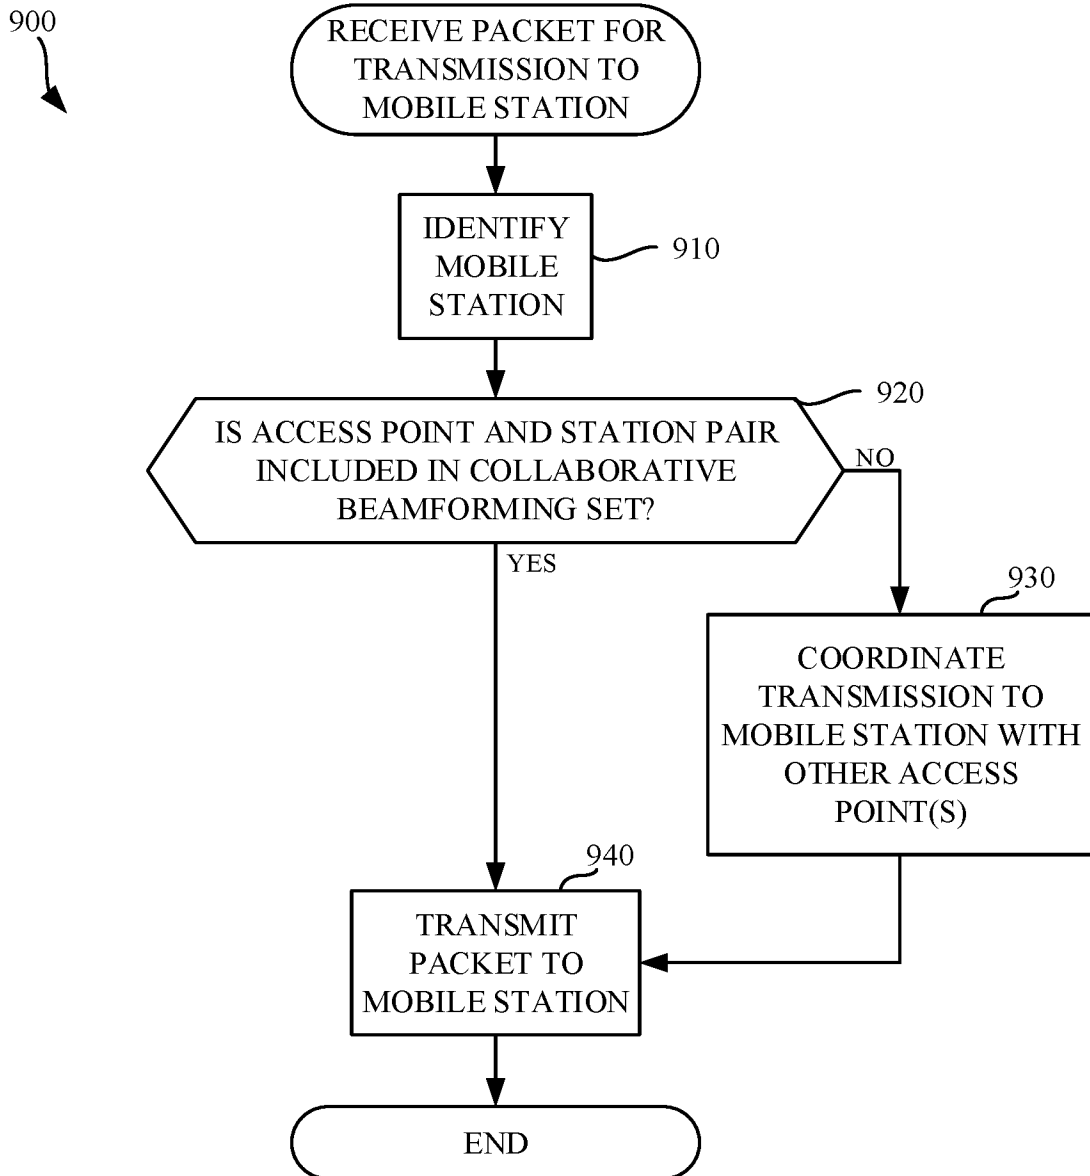 900
RECEIVE PACKET FOR
TRANSMISSION TO
MOBILE STATION
IDENTIFY
MOBILE
STATION
910
920
IS ACCESS POINT AND STATION PAIR
INCLUDED IN COLLABORATIVE
BEAMFORMING SET?
NO
YES
930
COORDINATE
TRANSMISSION TO
MOBILE STATION WITH
OTHER ACCESS
POINT(S)
940
TRANSMIT
PACKET TO
MOBILE STATION
END